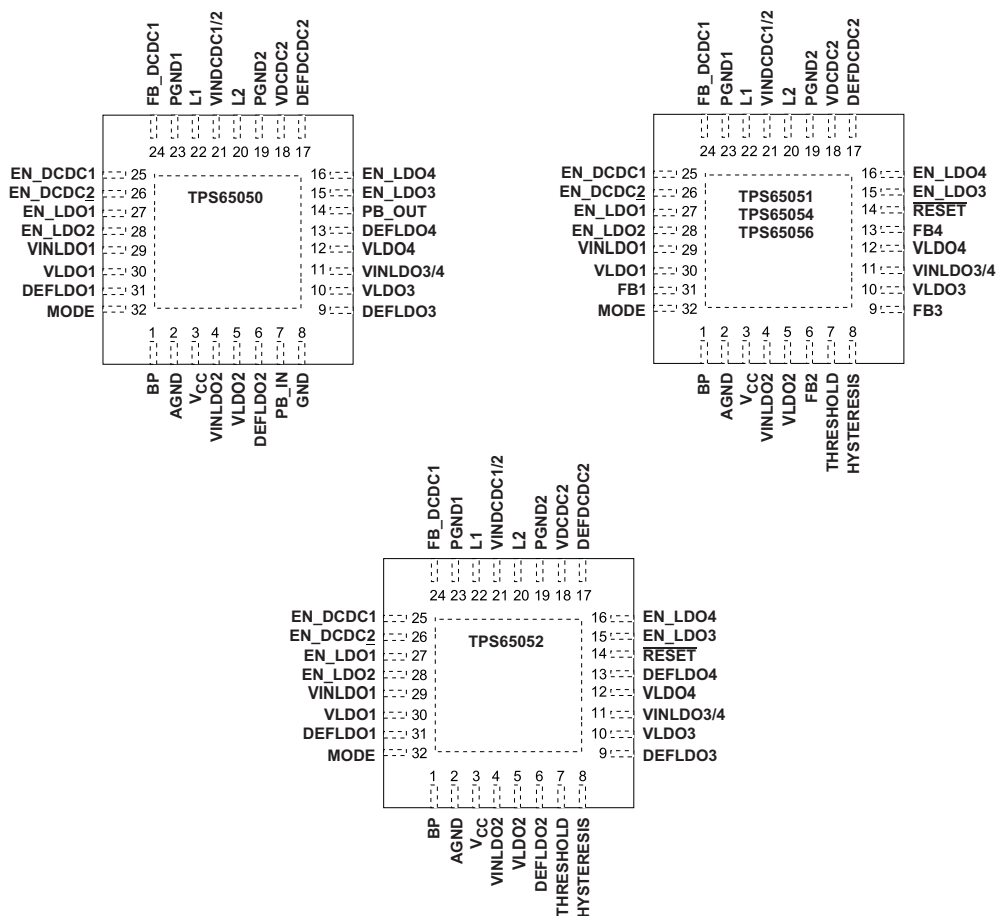 FB_DCDC1
PGND1
L1
VINDCDC1/2
L2
PGND2
VDCDC2
DEFDCDC2
24 23 22 21 20 19 18 17
EN_DCDC1 25
EN_DCDC2 26
EN_LDO1 27
EN_LDO2 28
VINLDO1 29
VLDO1 30
DEFLDO1 31
MODE 32
TPS65050
16 EN_LDO4
15 EN_LDO3
14 PB_OUT
13 DEFLDO4
12 VLDO4
11 VINLDO3/4
10 VLDO3
9 DEFLDO3
1 2 3 4 5 6 7 8
BP
AGND
VCC
VINLDO2
VLDO2
DEFLDO2
PB_IN
GND
FB_DCDC1
PGND1
L1
VINDCDC1/2
L2
PGND2
VDCDC2
DEFDCDC2
24 23 22 21 20 19 18 17
EN_DCDC1 25
EN_DCDC2 26
EN_LDO1 27
EN_LDO2 28
VINLDO1 29
VLDO1 30
FB1 31
MODE 32
TPS65051
TPS65054
TPS65056
16 EN_LDO4
15 EN_LDO3
14 RESET
13 FB4
12 VLDO4
11 VINLDO3/4
10 VLDO3
9 FB3
1 2 3 4 5 6 7 8
BP
AGND
VCC
VINLDO2
VLDO2
FB2
THRESHOLD
HYSTERESIS
FB_DCDC1
PGND1
L1
VINDCDC1/2
L2
PGND2
VDCDC2
DEFDCDC2
24 23 22 21 20 19 18 17
EN_DCDC1 25
EN_DCDC2 26
EN_LDO1 27
EN_LDO2 28
VINLDO1 29
VLDO1 30
DEFLDO1 31
MODE 32
TPS65052
16 EN_LDO4
15 EN_LDO3
14 RESET
13 DEFLDO4
12 VLDO4
11 VINLDO3/4
10 VLDO3
9 DEFLDO3
1 2 3 4 5 6 7 8
BP
AGND
VCC
VINLDO2
VLDO2
DEFLDO2
THRESHOLD
HYSTERESIS